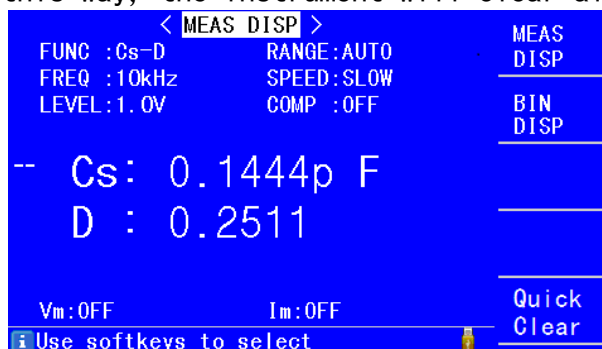 < MEAS DISP >
FUNC :Cs-D RANGE:AUTO
FREQ :10kHz SPEED:SLOW
LEVEL:1.0V COMP :OFF
-- Cs: 0.1444p F
D : 0.2511
Vm:OFF Im:OFF
Use softkeys to select
MEAS
DISP
BIN
DISP
Quick
Clear